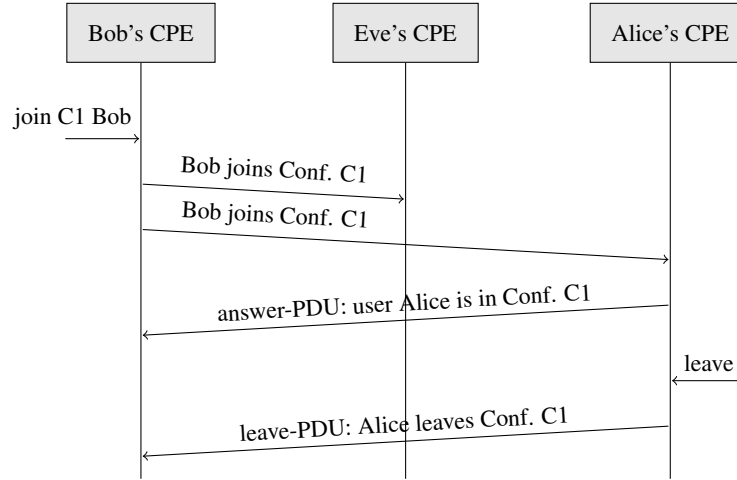 Bob's CPE
Eve's CPE
Alice's CPE
join C1 Bob
Bob joins Conf. C1
Bob joins Conf. C1
answer-PDU: user Alice is in Conf. C1
leave
leave-PDU: Alice leaves Conf. C1